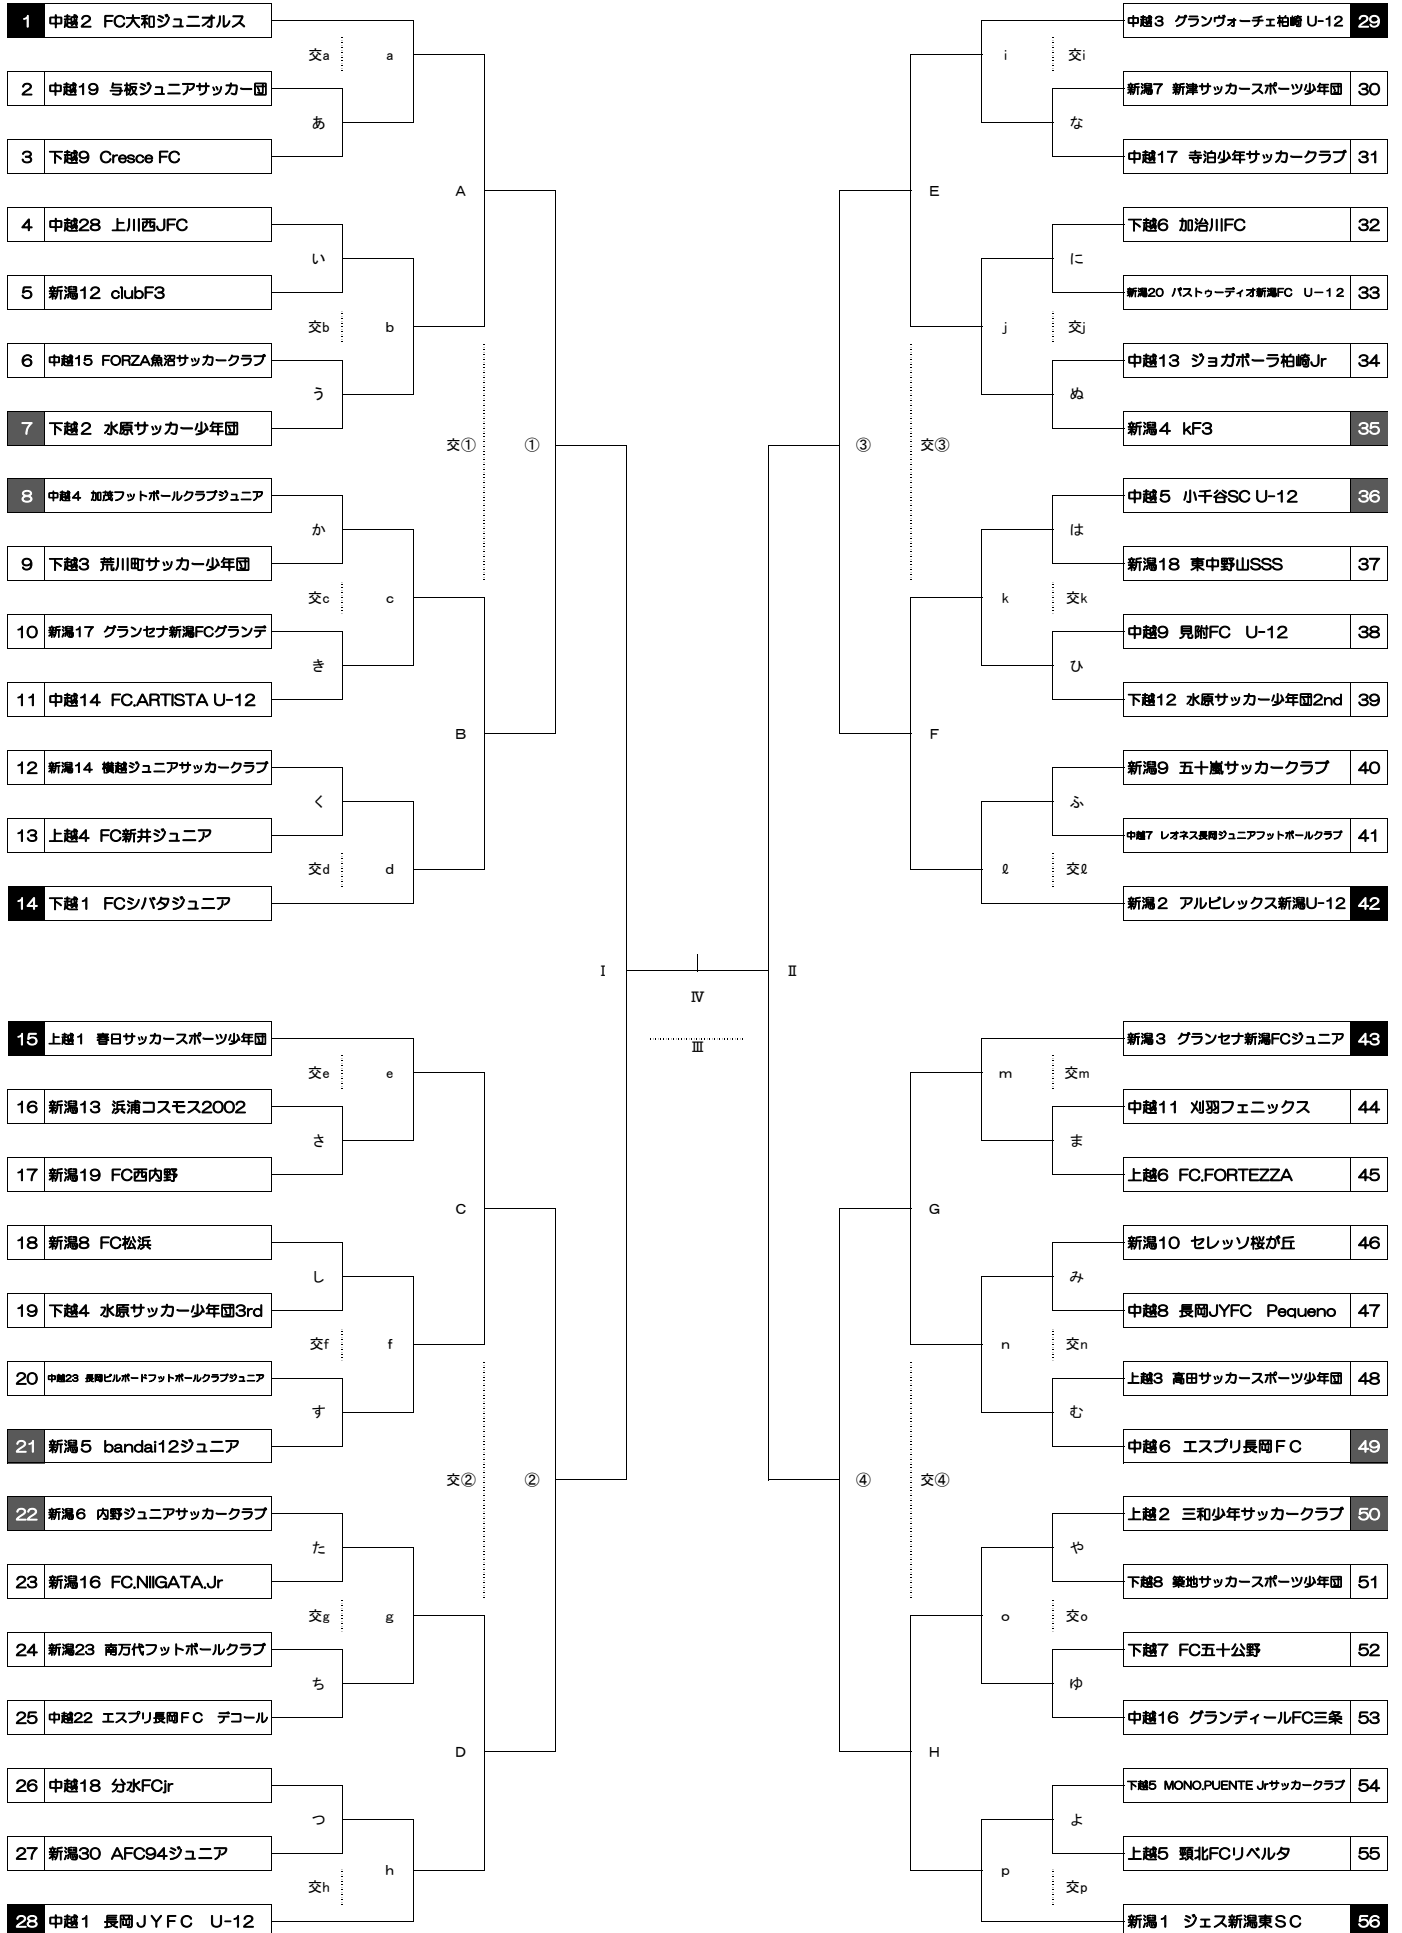 1 中越2 FC大和ジュニオルス
交a a
2 中越19 与板ジュニアサッカー団
あ
3 下越9 Cresce FC
A
4 中越28 上川西JFC
い
5 新潟12 clubF3
交b b
6 中越15 FORZA魚沼サッカークラブ
う
7 下越2 水原サッカー少年団
交① ①
8 中越4 加茂フットボールクラブジュニア
か
9 下越3 荒川町サッカー少年団
交c c
10 新潟17 グランセナ新潟FCグランデ
き
11 中越14 FC.ARTISTA U-12
B
12 新潟14 横越ジュニアサッカークラブ
く
13 上越4 FC新井ジュニア
交d d
14 下越1 FCシバタジュニア
Ⅰ
15 上越1 春日サッカースポーツ少年団
交e e
16 新潟13 浜浦コスモス2002
さ
17 新潟19 FC西内野
C
18 新潟8 FC松浜
し
19 下越4 水原サッカー少年団3rd
交f f
20 中越23 長岡ビルボードフットボールクラブジュニア
す
21 新潟5 bandai12ジュニア
交② ②
22 新潟6 内野ジュニアサッカークラブ
た
23 新潟16 FC.NIIGATA.Jr
交g g
24 新潟23 南万代フットボールクラブ
ち
25 中越22 エスプリ長岡FC デコール
D
26 中越18 分水FCjr
つ
27 新潟30 AFC94ジュニア
交h h
28 中越1 長岡JYFC U-12
Ⅳ
Ⅲ
中越3 グランヴォーチェ柏崎 U-12 29
i 交i
新潟7 新津サッカースポーツ少年団 30
な
中越17 寺泊少年サッカークラブ 31
E
下越6 加治川FC 32
に
新潟20 パストゥーディオ新潟FC U-12 33
j 交j
中越13 ジョガボーラ柏崎Jr 34
ぬ
新潟4 kF3 35
③ 交③
中越5 小千谷SC U-12 36
は
新潟18 東中野山SSS 37
k 交k
中越9 見附FC U-12 38
ひ
下越12 水原サッカー少年団2nd 39
F
新潟9 五十嵐サッカークラブ 40
ふ
中越7 レオネス長岡ジュニアフットボールクラブ 41
ℓ 交ℓ
新潟2 アルビレックス新潟U-12 42
Ⅱ
新潟3 グランセナ新潟FCジュニア 43
m 交m
中越11 刈羽フェニックス 44
ま
上越6 FC.FORTEZZA 45
G
新潟10 セレッソ桜が丘 46
み
中越8 長岡JYFC Pequeno 47
n 交n
上越3 高田サッカースポーツ少年団 48
む
中越6 エスプリ長岡FC 49
④ 交④
上越2 三和少年サッカークラブ 50
や
下越8 築地サッカースポーツ少年団 51
o 交o
下越7 FC五十公野 52
ゆ
中越16 グランディールFC三条 53
H
下越5 MONO.PUENTE Jrサッカークラブ 54
よ
上越5 頸北FCリベルタ 55
p 交p
新潟1 ジェス新潟東SC 56